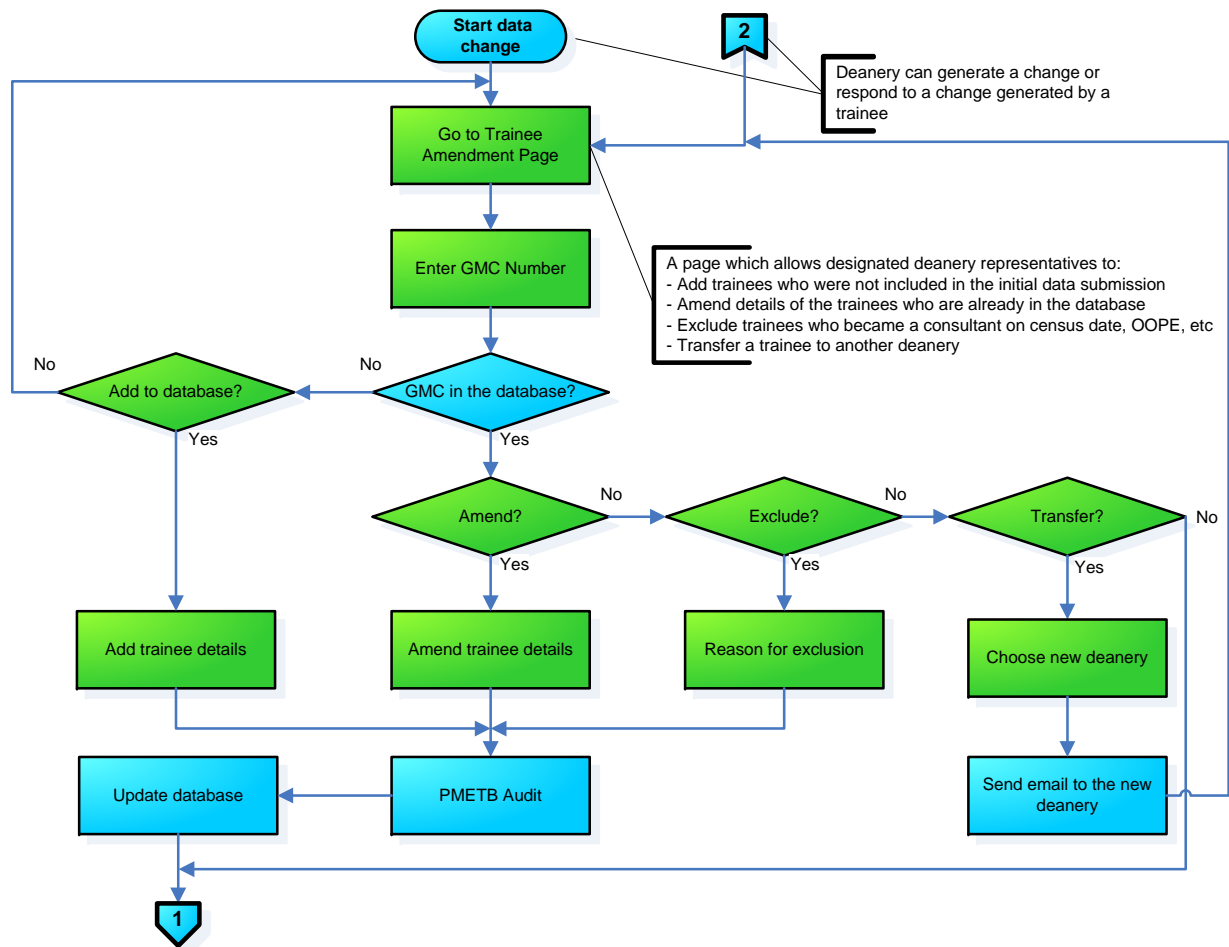 Start data
change
2
Deanery can generate a change or
respond to a change generated by a
trainee
Go to Trainee
Amendment Page
Enter GMC Number
A page which allows designated deanery representatives to:
- Add trainees who were not included in the initial data submission
- Amend details of the trainees who are already in the database
- Exclude trainees who became a consultant on census date, OOPE, etc
- Transfer a trainee to another deanery
No
Add to database?
No
GMC in the database?
Yes
Yes
Amend?
No
Exclude?
No
Transfer?
No
Yes
Yes
Yes
Add trainee details
Amend trainee details
Reason for exclusion
Choose new deanery
Update database
PMETB Audit
Send email to the new
deanery
1